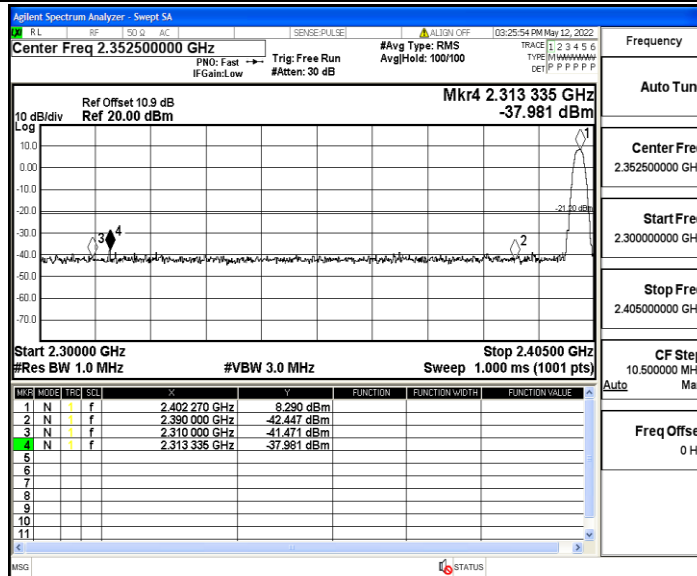 Agilent Spectrum Analyzer - Swept SA
RL RF 50 Ω AC SENSE:PULSE ALIGN OFF 03:25:54 PM May 12, 2022
Center Freq 2.352500000 GHz
PNO: Fast
IFGain:Low
Trig: Free Run
#Atten: 30 dB
#Avg Type: RMS
Avg|Hold: 100/100
TRACE 1 2 3 4 5 6
TYPE M W W W W W
DET P P P P P P
Ref Offset 10.9 dB
10 dB/div Ref 20.00 dBm
Log
Mkr4 2.313 335 GHz
-37.981 dBm
10.0
0.00
-10.0
-20.0
-30.0
-40.0
-50.0
-60.0
-70.0
1
-21.20 dBm
3
4
2
Start 2.30000 GHz Stop 2.40500 GHz
#Res BW 1.0 MHz #VBW 3.0 MHz Sweep 1.000 ms (1001 pts)
MKR MODE TRC SCL X Y FUNCTION FUNCTION WIDTH FUNCTION VALUE
1 N 1 f 2.402 270 GHz 8.290 dBm
2 N 1 f 2.390 000 GHz -42.447 dBm
3 N 1 f 2.310 000 GHz -41.471 dBm
4 N 1 f 2.313 335 GHz -37.981 dBm
5
6
7
8
9
10
11
MSG STATUS
Frequency
Auto Tun
Center Fre
2.352500000 GH
Start Fre
2.300000000 GH
Stop Fre
2.405000000 GH
CF Step
10.500000 MH
Auto Ma
Freq Offse
0 H